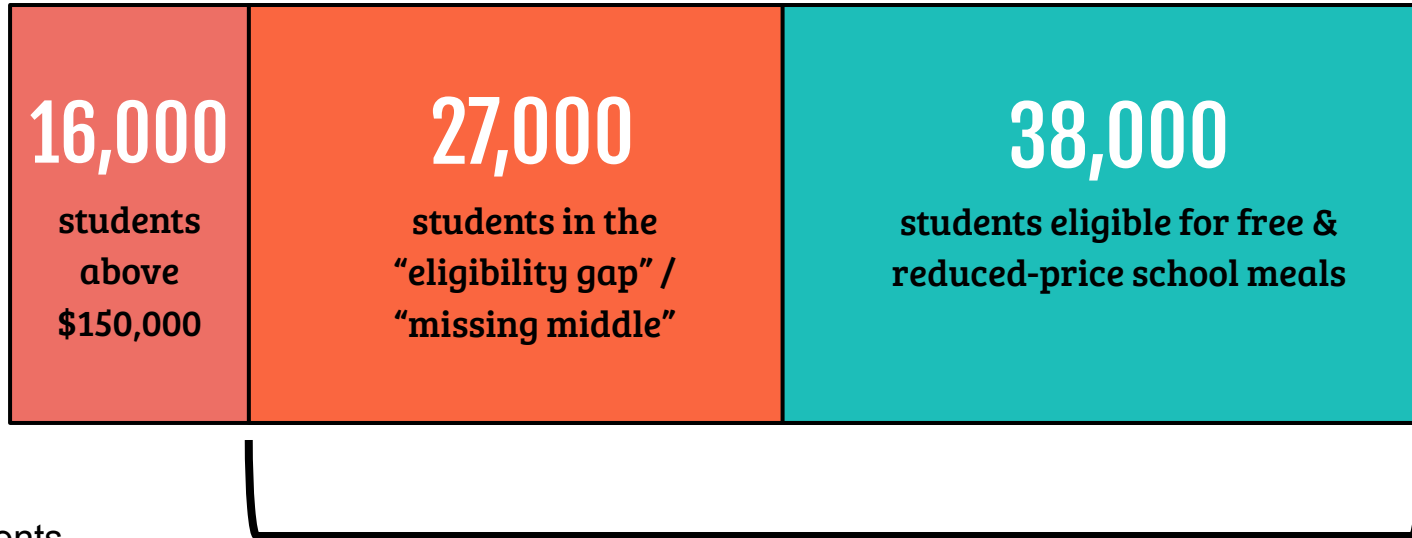 16,000
students
above
$150,000
27,000
students in the
“eligibility gap” /
“missing middle”
38,000
students eligible for free &
reduced-price school meals